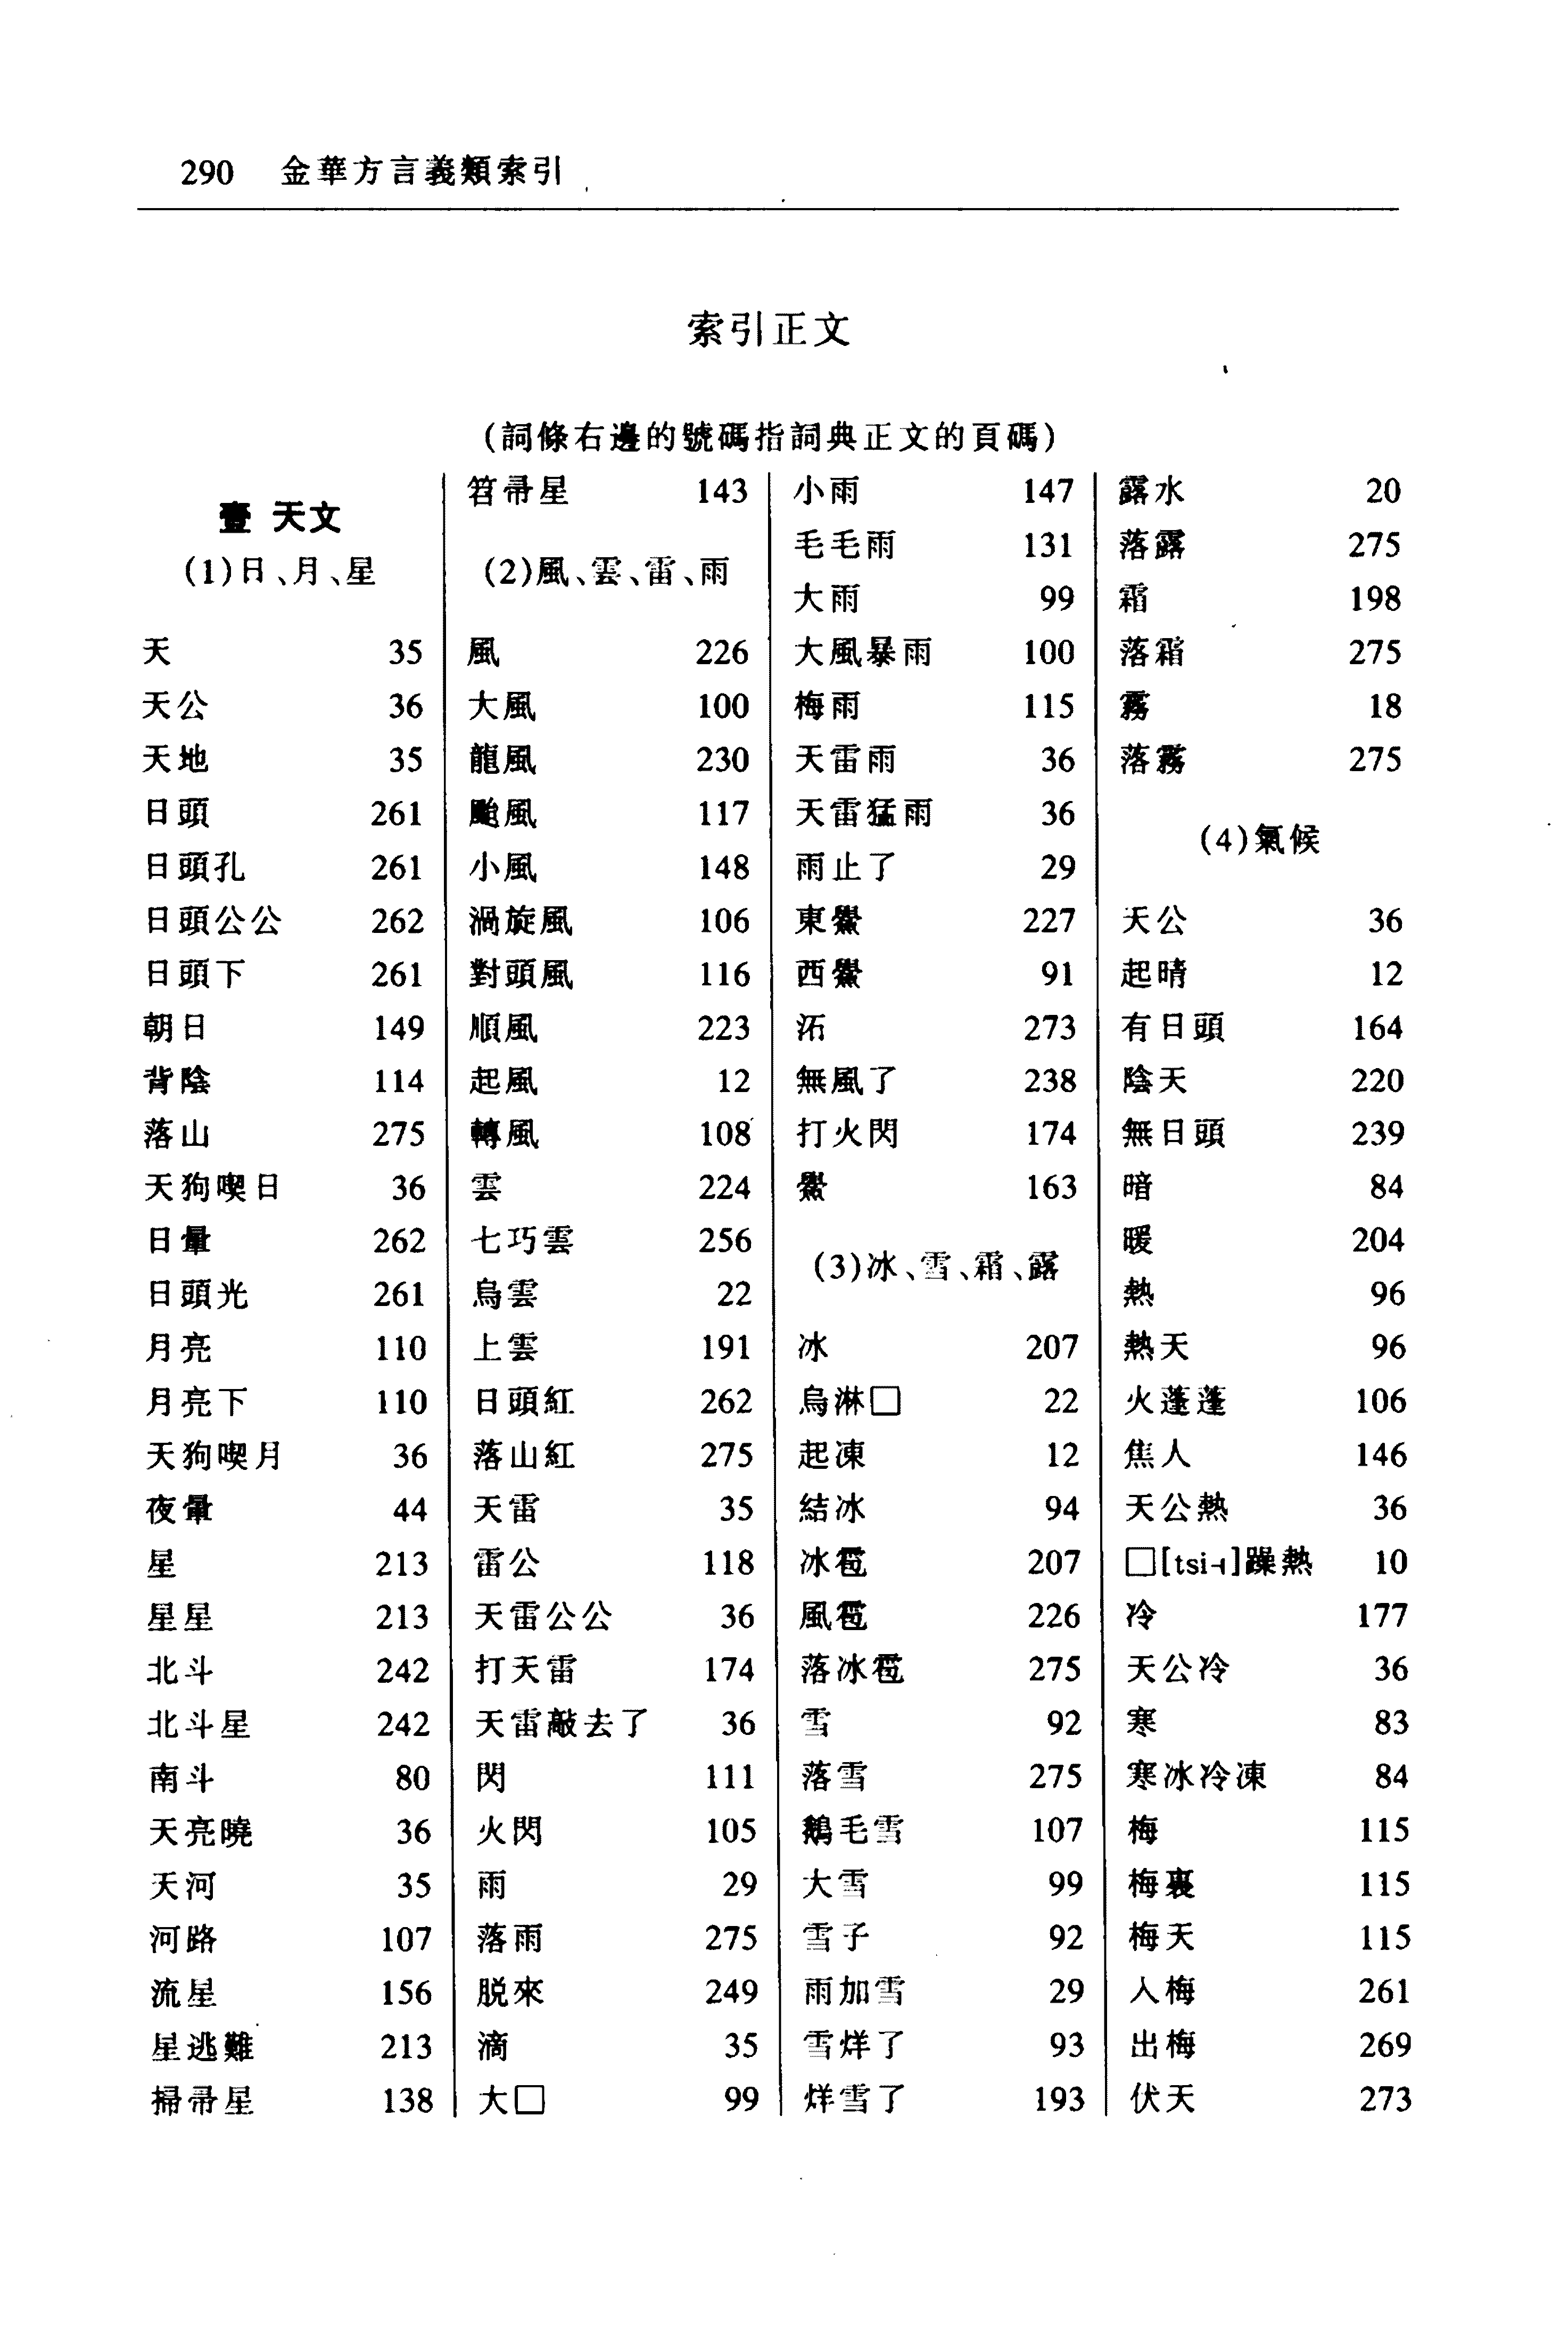 290 金華方言義類索引
索引正文
(詞條右邊的號碼指詞典正文的頁碼)
壹 天文
(1)日、月、星
天 35
天公 36
天地 35
日頭 261
日頭孔 261
日頭公公 262
日頭下 261
朝日 149
背陰 114
落山 275
天狗喫日 36
日暈 262
日頭光 261
月亮 110
月亮下 110
天狗喫月 36
夜暈 44
星 213
星星 213
北斗 242
北斗星 242
南斗 80
天亮曉 36
天河 35
河路 107
流星 156
星逃難 213
掃帚星 138
笤帚星 143
(2)風、雲、雷、雨
風 226
大風 100
龍風 230
颱風 117
小風 148
渦旋風 106
對頭風 116
順風 223
起風 12
轉風 108
雲 224
七巧雲 256
烏雲 22
上雲 191
日頭紅 262
落山紅 275
天雷 35
雷公 118
天雷公公 36
打天雷 174
天雷敲去了 36
閃 111
火閃 105
雨 29
落雨 275
脱來 249
滴 35
大□ 99
小雨 147
毛毛雨 131
大雨 99
大風暴雨 100
梅雨 115
天雷雨 36
天雷猛雨 36
雨止了 29
東鱟 227
西鱟 91
沰 273
無風了 238
打火閃 174
鱟 163
(3)冰、雪、霜、露
冰 207
烏淋□ 22
起凍 12
結冰 94
冰雹 207
風雹 226
落冰雹 275
雪 92
落雪 275
鵝毛雪 107
大雪 99
雪子 92
雨加雪 29
雪烊了 93
烊雪了 193
露水 20
落露 275
霜 198
落霜 275
霧 18
落霧 275
(4)氣候
天公 36
起晴 12
有日頭 164
陰天 220
無日頭 239
暗 84
暖 204
熱 96
熱天 96
火蓬蓬 106
焦人 146
天公熱 36
□[tsi˧]躁熱 10
冷 177
天公冷 36
寒 83
寒冰冷凍 84
梅 115
梅裏 115
梅天 115
入梅 261
出梅 269
伏天 273